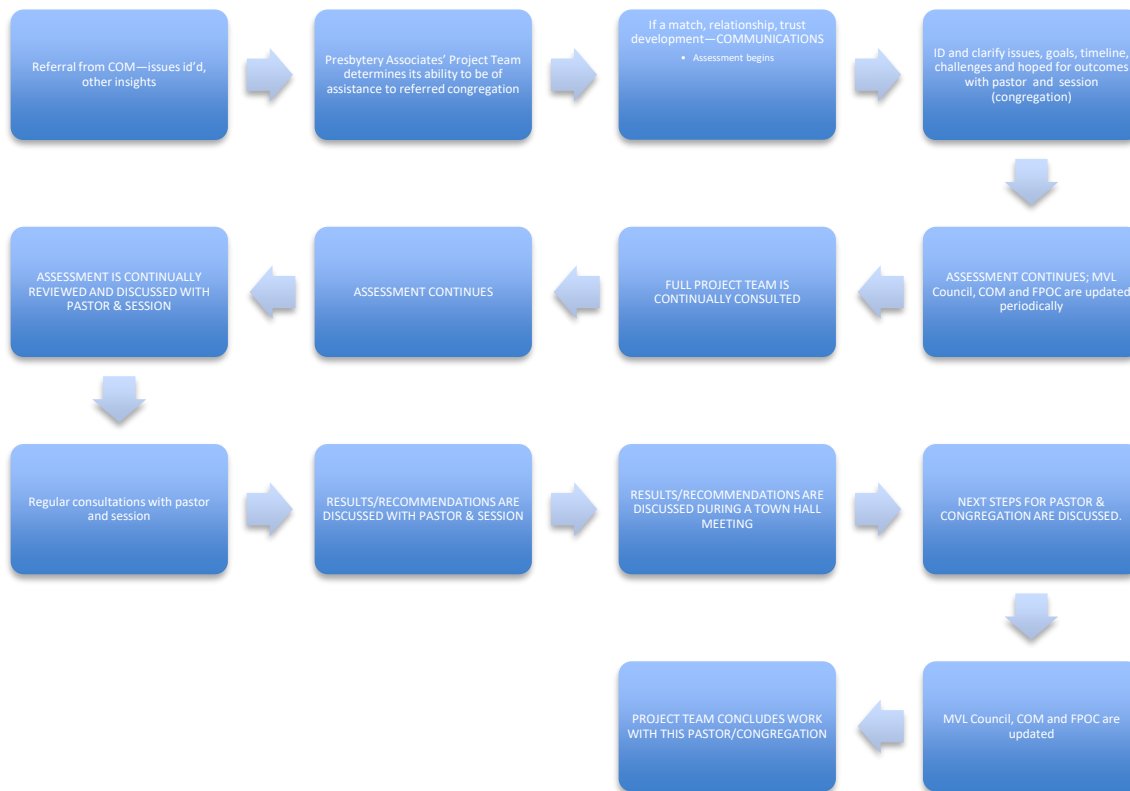 Referral from COM—issues id'd,
other insights
Presbytery Associates' Project Team
determines its ability to be of
assistance to referred congregation
If a match, relationship, trust
development—COMMUNICATIONS
• Assessment begins
ID and clarify issues, goals, timeline,
challenges and hoped for outcomes
with pastor and session
(congregation)
ASSESSMENT CONTINUES; MVL
Council, COM and FPOC are updated
periodically
FULL PROJECT TEAM IS
CONTINUALLY CONSULTED
ASSESSMENT CONTINUES
ASSESSMENT IS CONTINUALLY
REVIEWED AND DISCUSSED WITH
PASTOR & SESSION
Regular consultations with pastor
and session
RESULTS/RECOMMENDATIONS ARE
DISCUSSED WITH PASTOR & SESSION
RESULTS/RECOMMENDATIONS ARE
DISCUSSED DURING A TOWN HALL
MEETING
NEXT STEPS FOR PASTOR &
CONGREGATION ARE DISCUSSED.
MVL Council, COM and FPOC are
updated
PROJECT TEAM CONCLUDES WORK
WITH THIS PASTOR/CONGREGATION